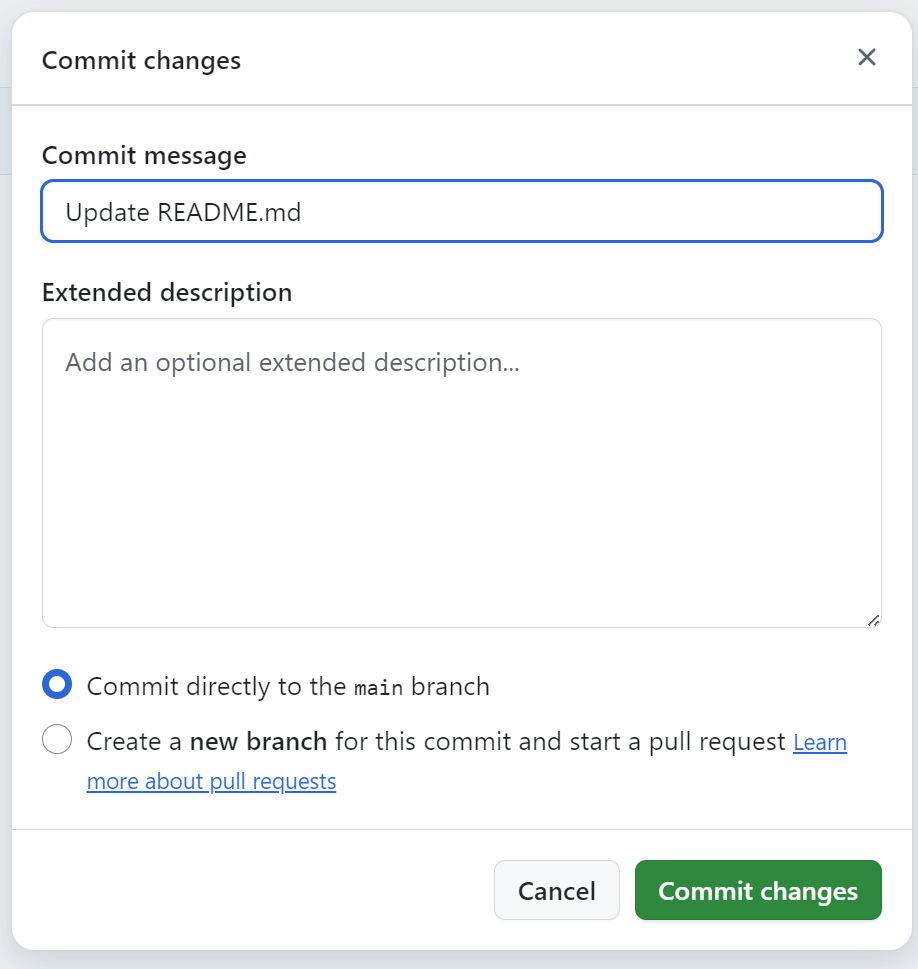 Commit changes
Commit message
Update README.md
Extended description
Add an optional extended description...
Commit directly to the main branch
Create a new branch for this commit and start a pull request Learn
more about pull requests
Cancel Commit changes